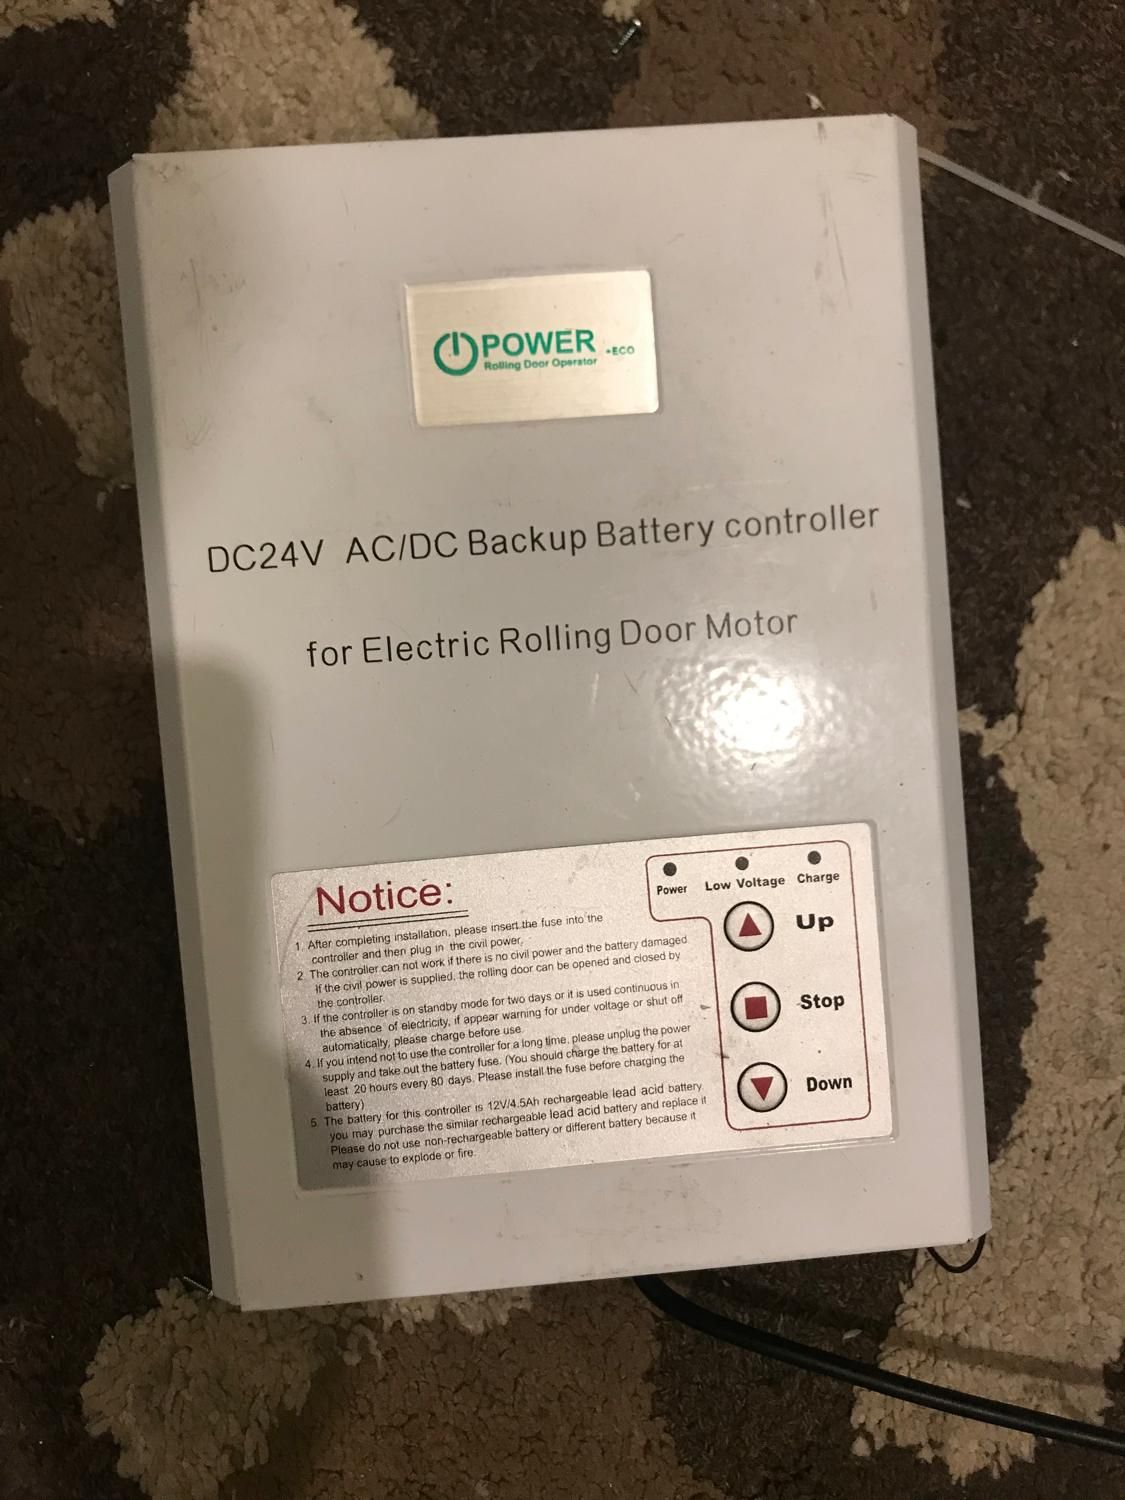 POWER -ECO
Rolling Door Operator
DC24V AC/DC Backup Battery controller
for Electric Rolling Door Motor
Notice:
1. After completing installation, please insert the fuse into the
controller and then plug in the civil power.
2. The controller can not work if there is no civil power and the battery damaged
If the civil power is supplied, the rolling door can be opened and closed by
the controller.
3. If the controller is on standby mode for two days or it is used continuous in
the absence of electricity, if appear warning for under voltage or shut off
automatically, please charge before use.
4. If you intend not to use the controller for a long time, please unplug the power
supply and take out the battery fuse. (You should charge the battery for at
least 20 hours every 80 days. Please install the fuse before charging the
battery)
5. The battery for this controller is 12V/4.5Ah rechargeable lead acid battery
you may purchase the similar rechargeable lead acid battery and replace it
Please do not use non-rechargeable battery or different battery because it
may cause to explode or fire.
Power Low Voltage Charge
Up
Stop
Down